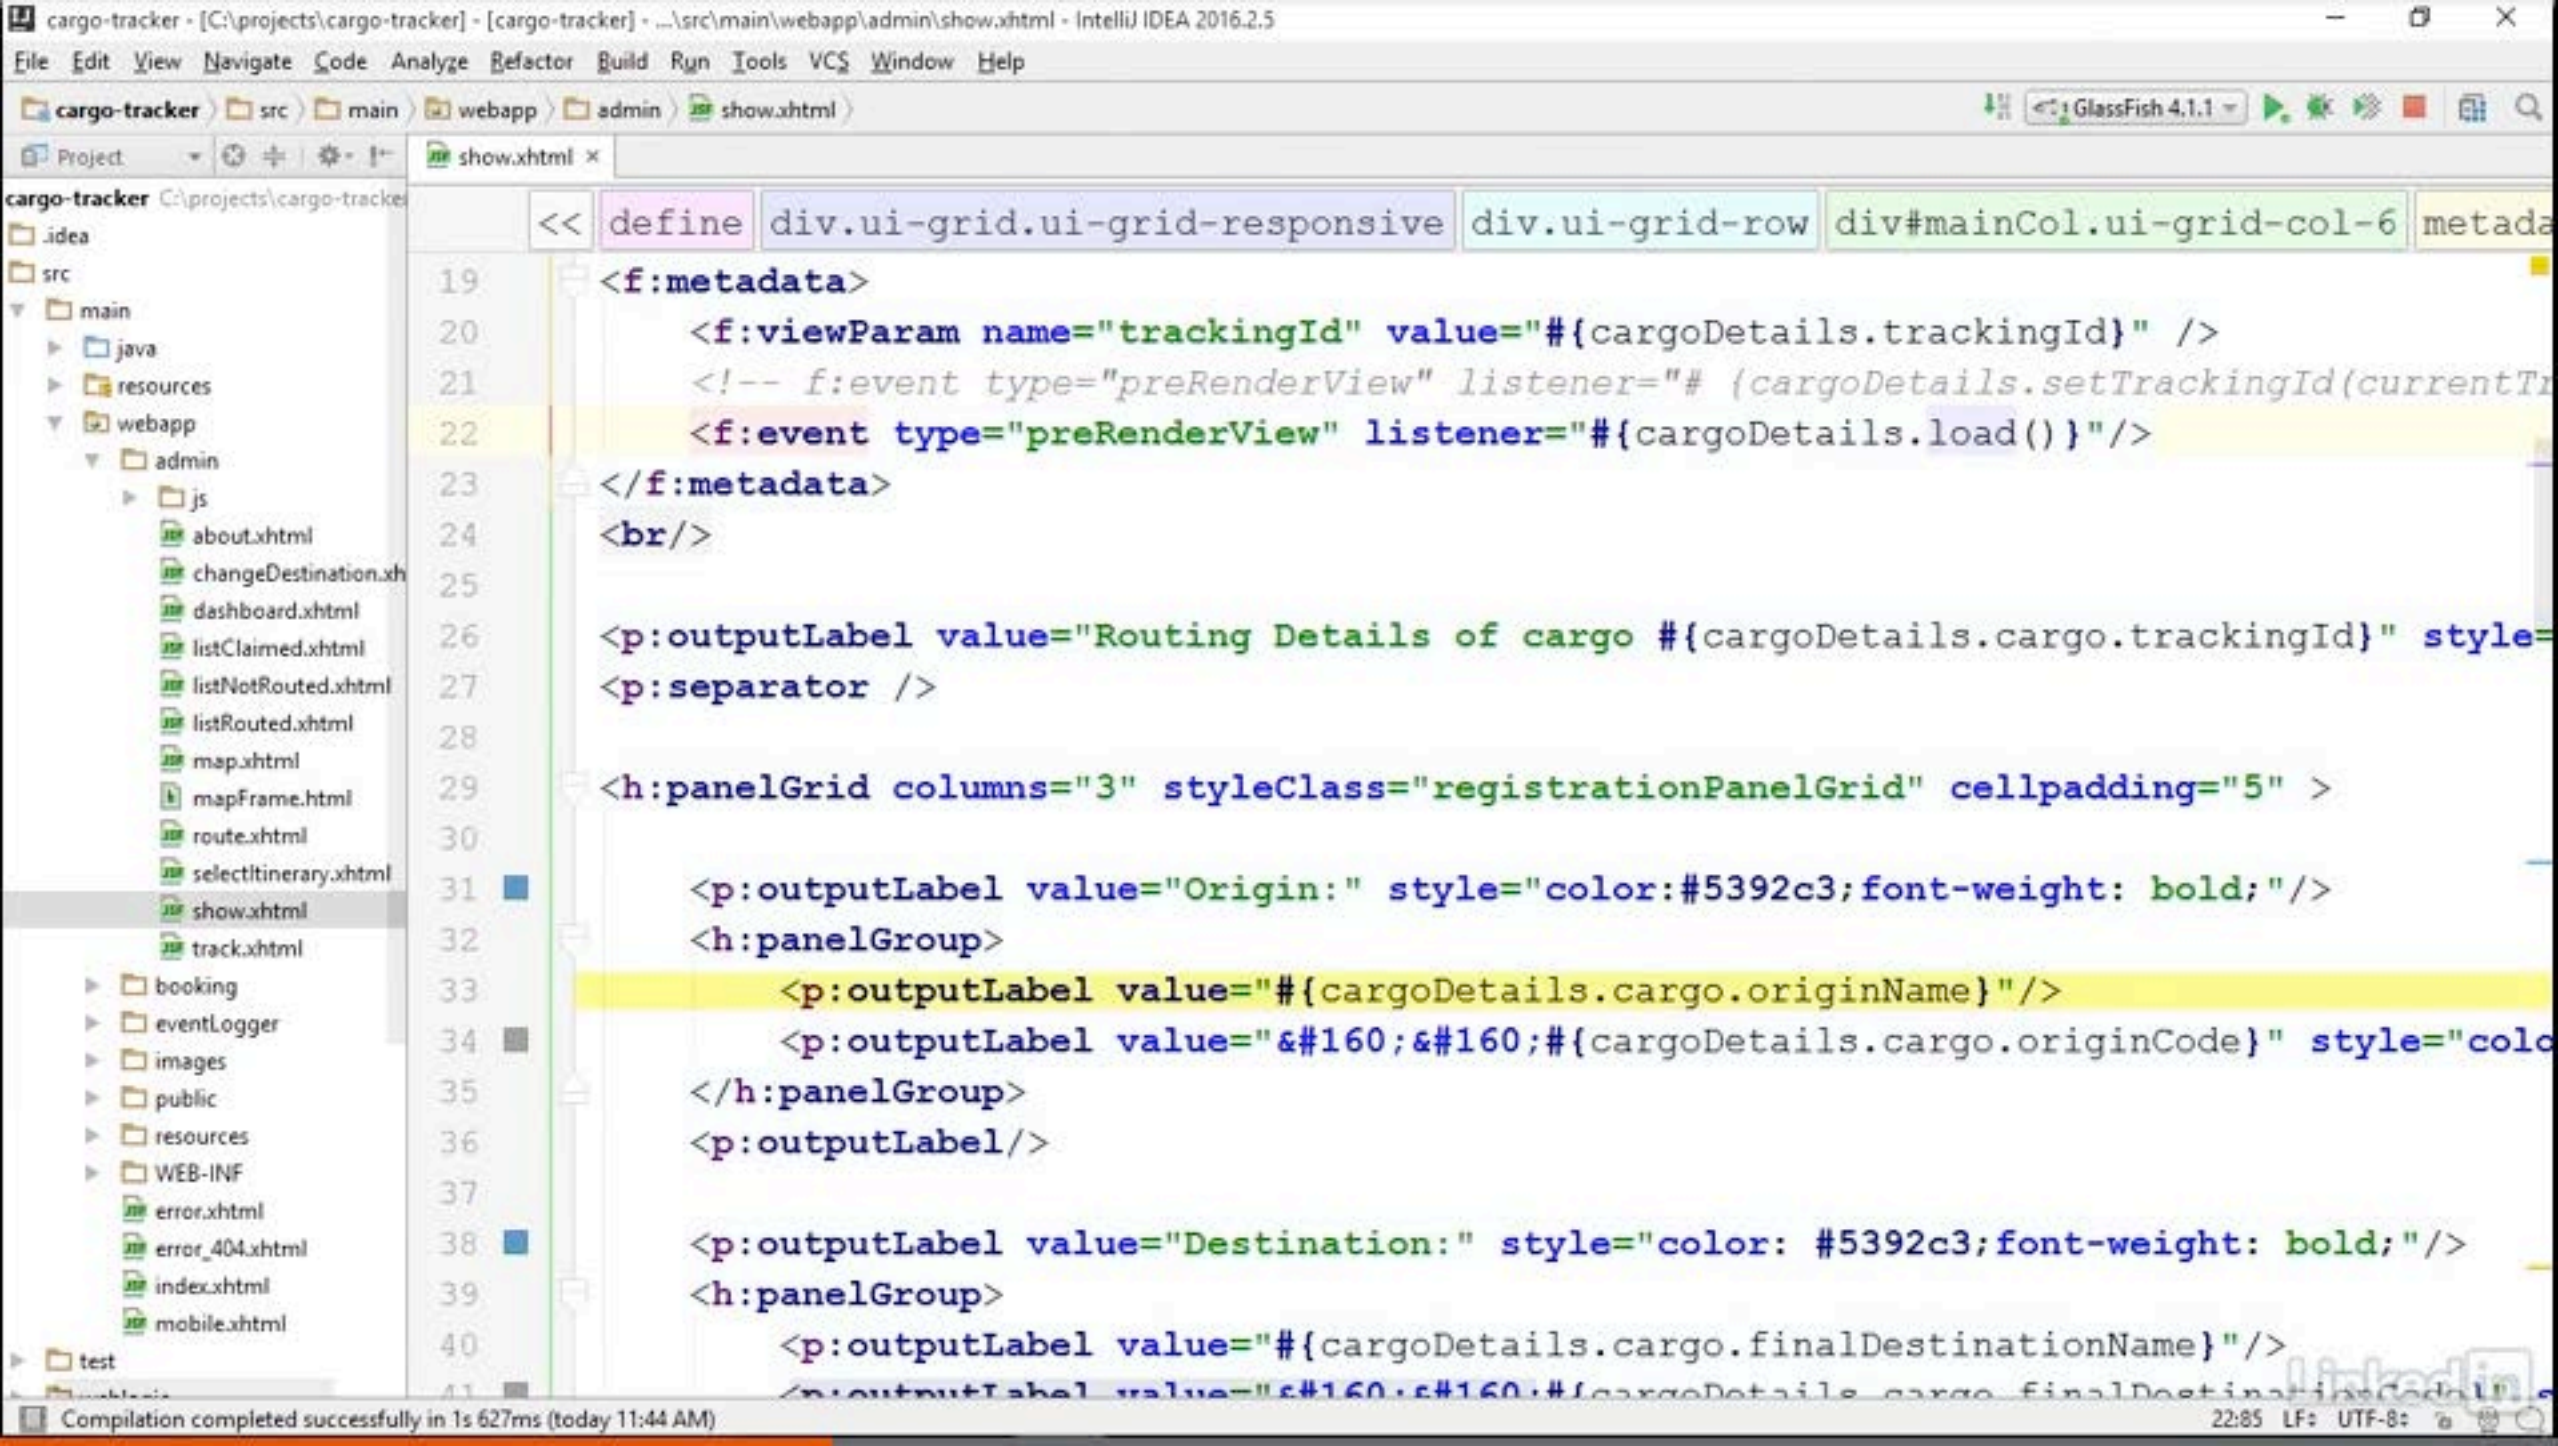 cargo-tracker - [C:\projects\cargo-tracker] - [cargo-tracker] - ...\src\main\webapp\admin\show.xhtml - IntelliJ IDEA 2016.2.5
File Edit View Navigate Code Analyze Refactor Build Run Tools VCS Window Help
cargo-tracker src main webapp admin show.xhtml GlassFish 4.1.1
Project
show.xhtml
cargo-tracker C:\projects\cargo-tracker
.idea
src
main
java
resources
webapp
admin
js
about.xhtml
changeDestination.xh
dashboard.xhtml
listClaimed.xhtml
listNotRouted.xhtml
listRouted.xhtml
map.xhtml
mapFrame.html
route.xhtml
selectItinerary.xhtml
show.xhtml
track.xhtml
booking
eventLogger
images
public
resources
WEB-INF
error.xhtml
error_404.xhtml
index.xhtml
mobile.xhtml
test
<< define div.ui-grid.ui-grid-responsive div.ui-grid-row div#mainCol.ui-grid-col-6 metada
19 <f:metadata>
20 <f:viewParam name="trackingId" value="#{cargoDetails.trackingId}" />
21 <!-- f:event type="preRenderView" listener="# {cargoDetails.setTrackingId(currentTr
22 <f:event type="preRenderView" listener="#{cargoDetails.load()}"/>
23 </f:metadata>
24 <br/>
25
26 <p:outputLabel value="Routing Details of cargo #{cargoDetails.cargo.trackingId}" style=
27 <p:separator />
28
29 <h:panelGrid columns="3" styleClass="registrationPanelGrid" cellpadding="5" >
30
31 <p:outputLabel value="Origin:" style="color:#5392c3;font-weight: bold;"/>
32 <h:panelGroup>
33 <p:outputLabel value="#{cargoDetails.cargo.originName}"/>
34 <p:outputLabel value="&#160;&#160;#{cargoDetails.cargo.originCode}" style="colo
35 </h:panelGroup>
36 <p:outputLabel/>
37
38 <p:outputLabel value="Destination:" style="color: #5392c3;font-weight: bold;"/>
39 <h:panelGroup>
40 <p:outputLabel value="#{cargoDetails.cargo.finalDestinationName}"/>
41 <p:outputLabel value="&#160;&#160;#{cargoDetails.cargo.finalDestinationCode}" s
Linkedin
Compilation completed successfully in 1s 627ms (today 11:44 AM)
22:85 LF UTF-8